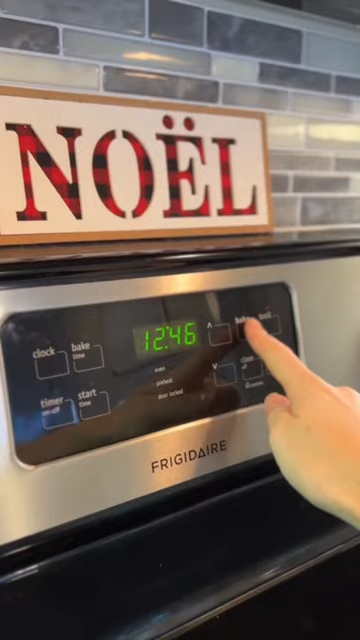 NOËL
clock
bake
time
12:46
timer
on-off
start
time
oven
preheat
door locked
bake
broil
clear
off
FRIGIDAIRE